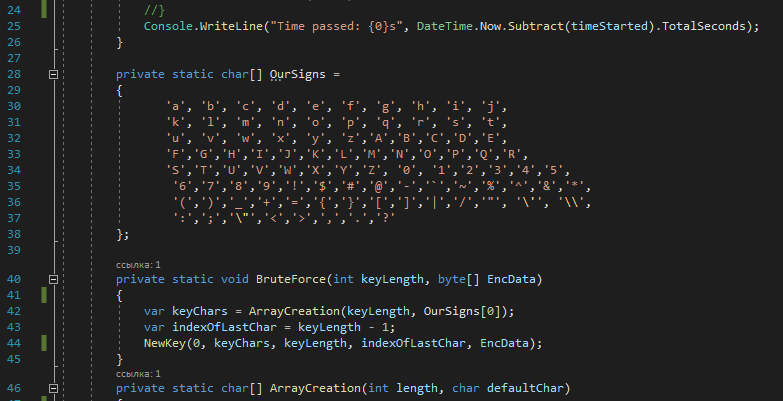 24 //}
25 Console.WriteLine("Time passed: {0}s", DateTime.Now.Subtract(timeStarted).TotalSeconds);
26 }
27
28 private static char[] OurSigns =
29 {
30 'a', 'b', 'c', 'd', 'e', 'f', 'g', 'h', 'i', 'j',
31 'k', 'l', 'm', 'n', 'o', 'p', 'q', 'r', 's', 't',
32 'u', 'v', 'w', 'x', 'y', 'z','A','B','C','D','E',
33 'F','G','H','I','J','K','L','M','N','O','P','Q','R',
34 'S','T','U','V','W','X','Y','Z', '0', '1','2','3','4','5',
35 '6','7','8','9','!','$','#','@','-','`','~','%','^','&','*',
36 '(',')','_','+','=','{','}','[',']','|','/','"', '\'', '\\',
37 ':',';','\"','<','>',',','.','?'
38 };
39
ссылка: 1
40 private static void BruteForce(int keyLength, byte[] EncData)
41 {
42 var keyChars = ArrayCreation(keyLength, OurSigns[0]);
43 var indexOfLastChar = keyLength - 1;
44 NewKey(0, keyChars, keyLength, indexOfLastChar, EncData);
45 }
ссылка: 1
46 private static char[] ArrayCreation(int length, char defaultChar)